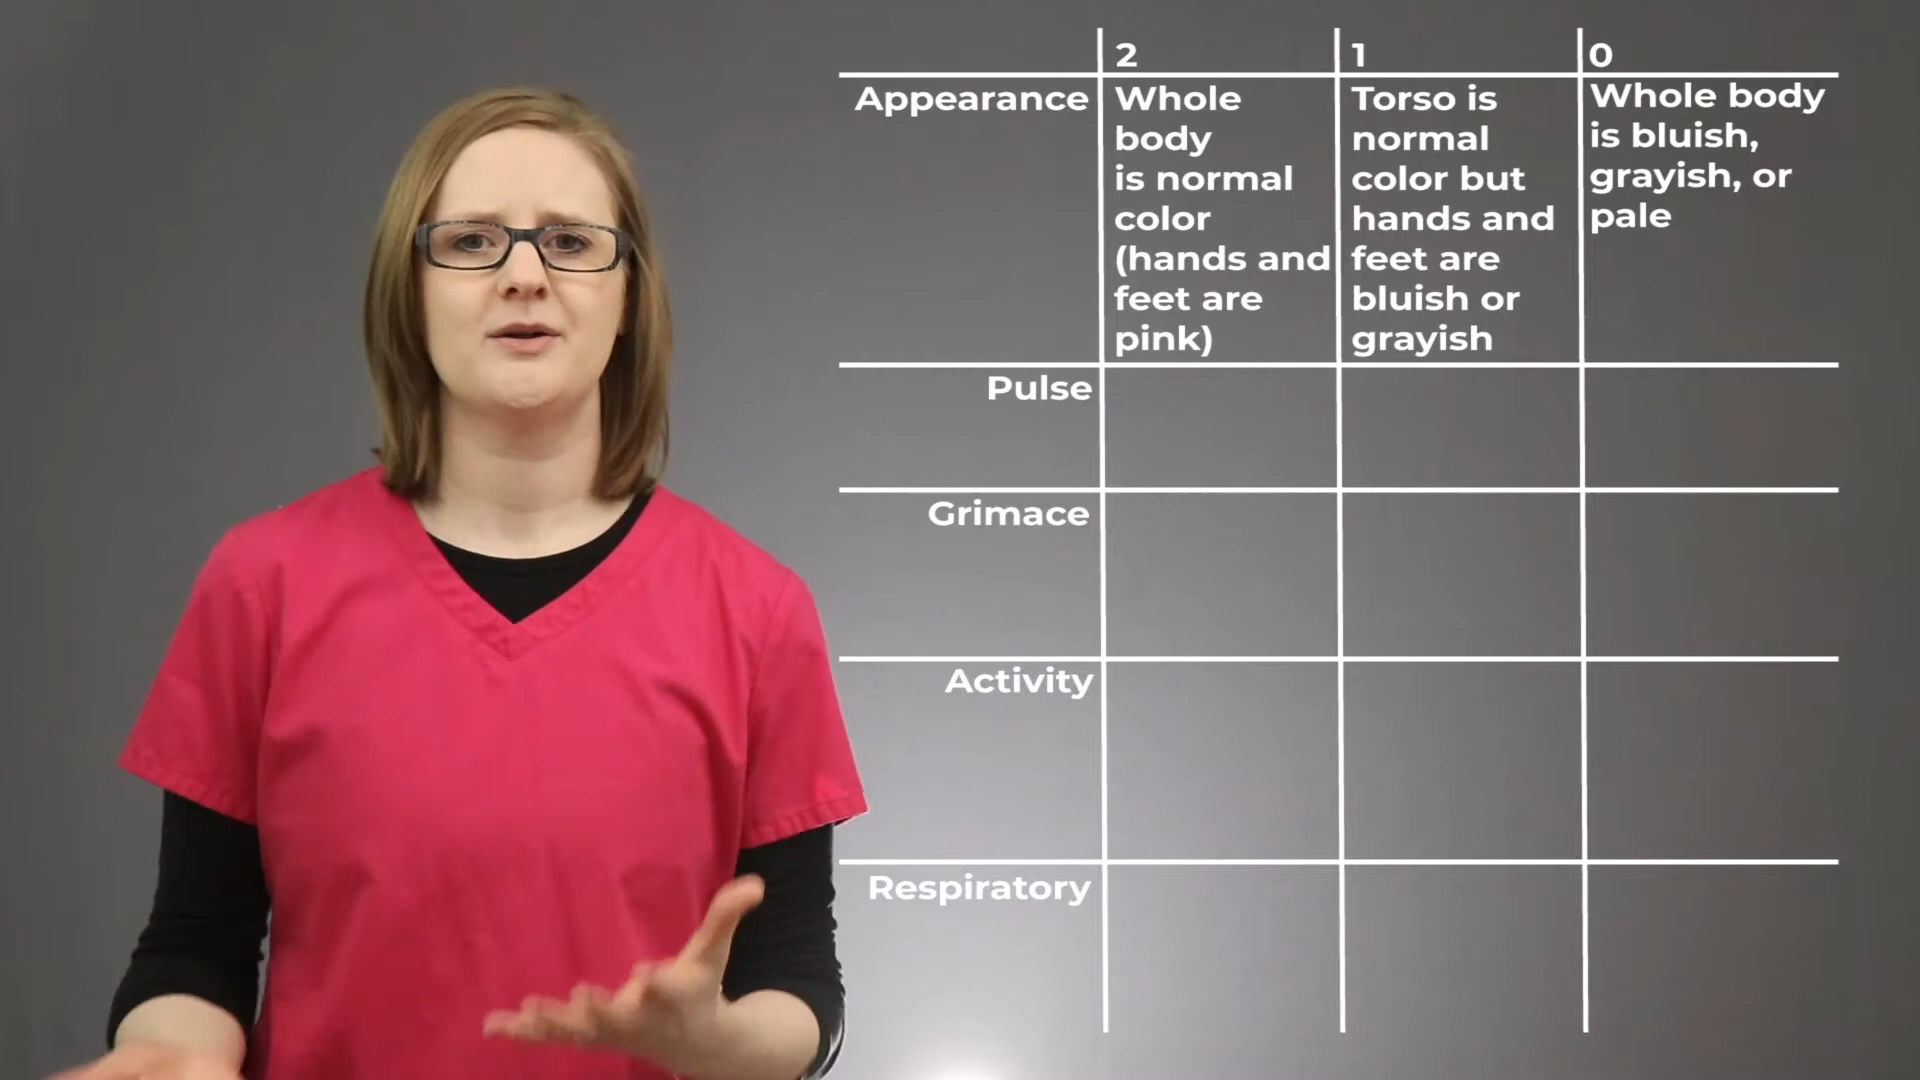 2
1
0
Appearance
Whole
body
is normal
color
(hands and
feet are
pink)
Torso is
normal
color but
hands and
feet are
bluish or
grayish
Whole body
is bluish,
grayish, or
pale
Pulse
Grimace
Activity
Respiratory